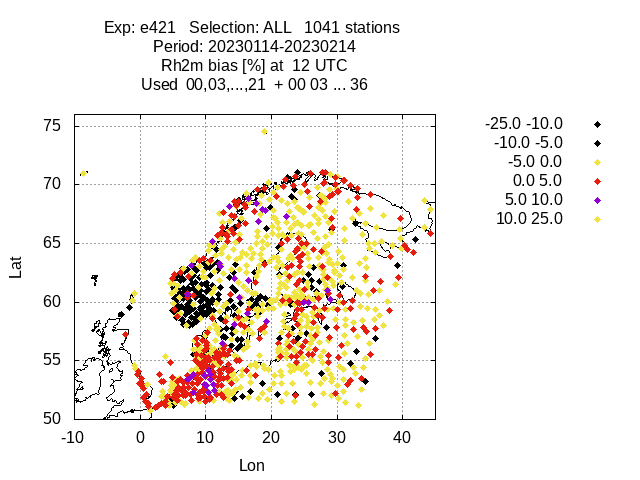 Exp: e421 Selection: ALL 1041 stations
Period: 20230114-20230214
Rh2m bias [%] at 12 UTC
Used 00,03,...,21 + 00 03 ... 36
-25.0 -10.0
-10.0 -5.0
-5.0 0.0
0.0 5.0
5.0 10.0
10.0 25.0
75
70
65
60
55
50
Lat
-10 0 10 20 30 40
Lon